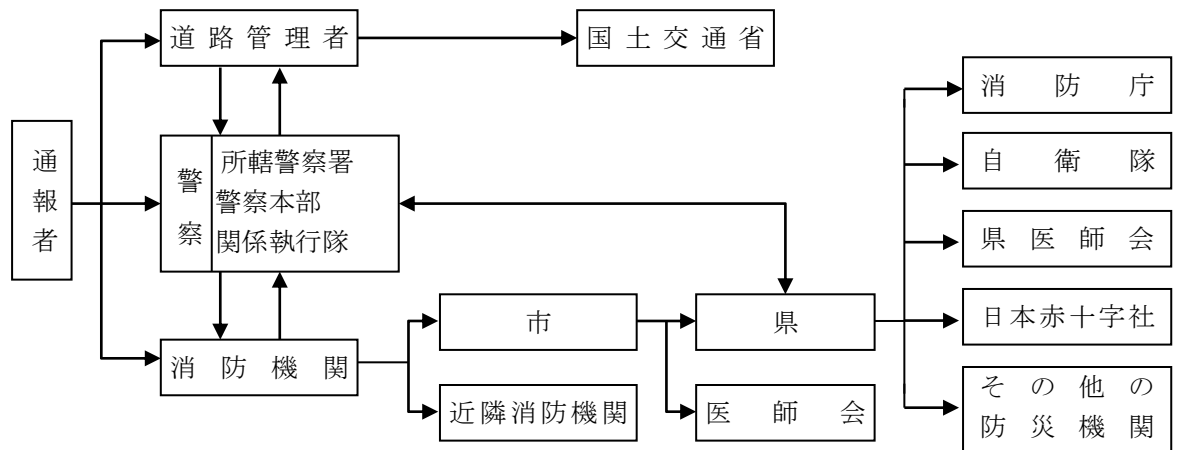 道路管理者
国土交通省
消防庁
通報者
警察
所轄警察署
警察本部
関係執行隊
自衛隊
県医師会
市
県
日本赤十字社
消防機関
近隣消防機関
医師会
その他の
防災機関